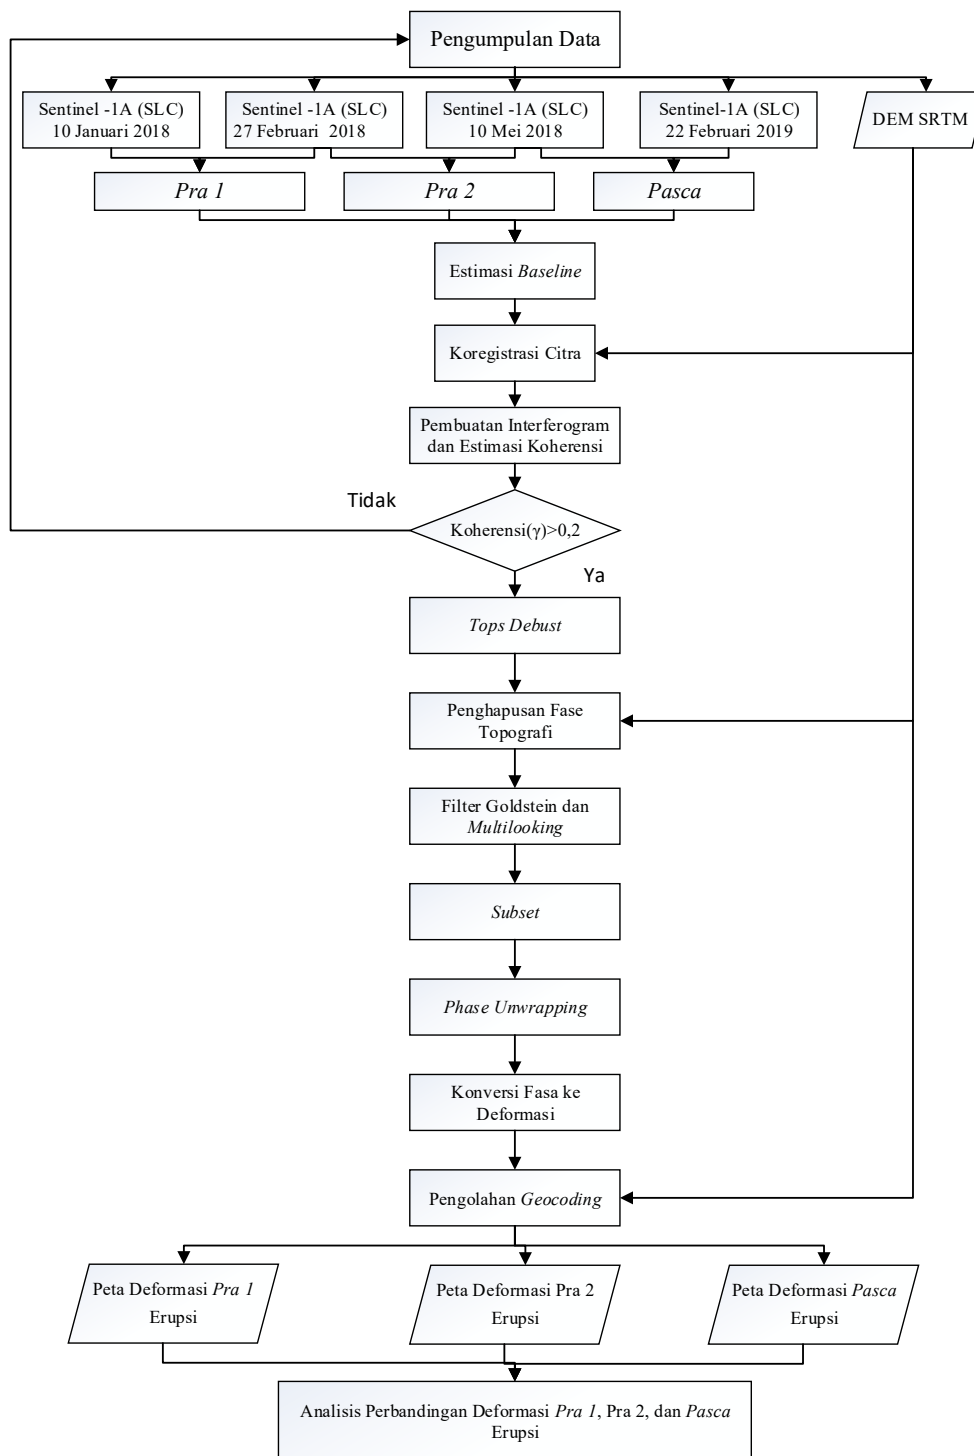 Pengumpulan Data
Sentinel -1A (SLC)
10 Januari 2018
Sentinel -1A (SLC)
27 Februari 2018
Sentinel -1A (SLC)
10 Mei 2018
Sentinel-1A (SLC)
22 Februari 2019
DEM SRTM
Pra 1
Pra 2
Pasca
Estimasi Baseline
Koregistrasi Citra
Pembuatan Interferogram
dan Estimasi Koherensi
Tidak
Koherensi(γ)>0,2
Ya
Tops Debust
Penghapusan Fase
Topografi
Filter Goldstein dan
Multilooking
Subset
Phase Unwrapping
Konversi Fasa ke
Deformasi
Pengolahan Geocoding
Peta Deformasi Pra 1
Erupsi
Peta Deformasi Pra 2
Erupsi
Peta Deformasi Pasca
Erupsi
Analisis Perbandingan Deformasi Pra 1, Pra 2, dan Pasca
Erupsi